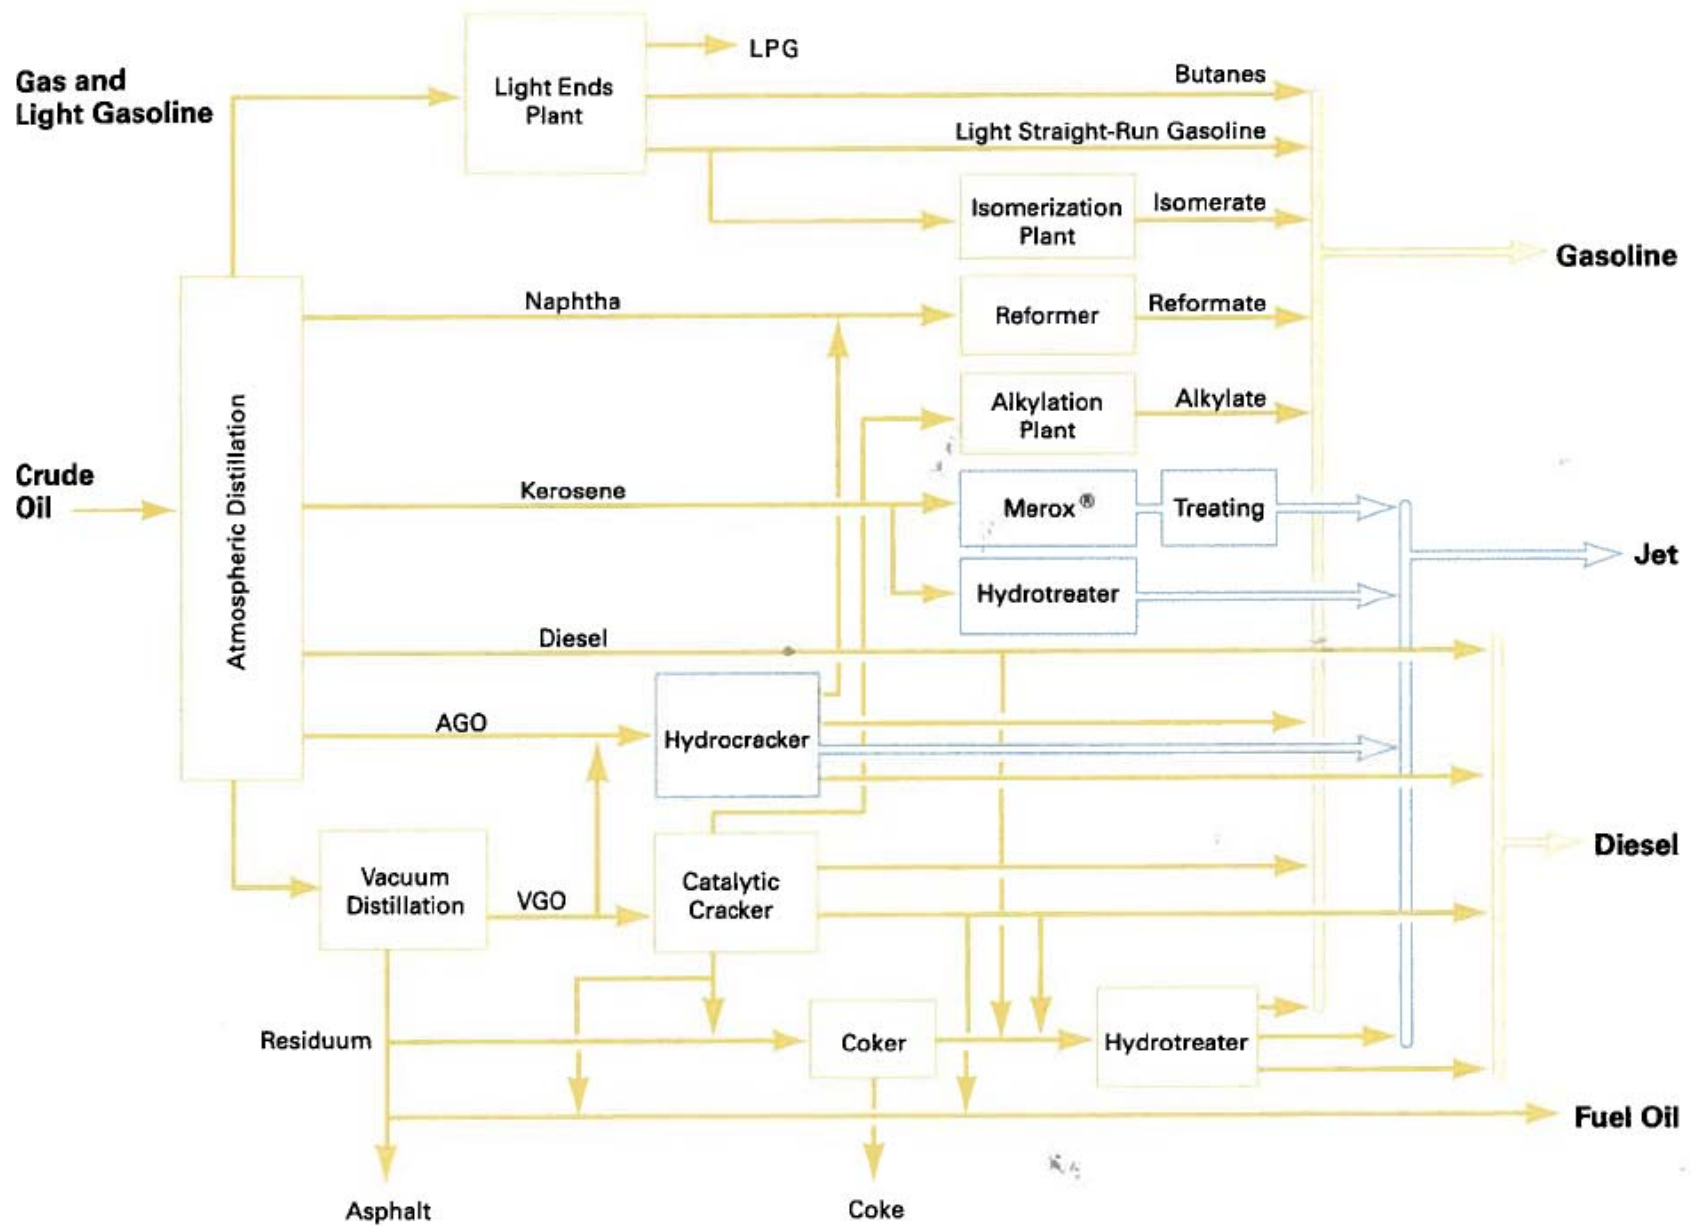 LPG
Gas and
Light Gasoline
Light Ends
Plant
Butanes
Light Straight-Run Gasoline
Isomerization
Plant
Isomerate
Gasoline
Naphtha
Reformer
Reformate
Alkylation
Plant
Alkylate
Crude
Oil
Atmospheric Distillation
Kerosene
Merox®
Treating
Jet
Hydrotreater
Diesel
AGO
Hydrocracker
Diesel
Vacuum
Distillation
VGO
Catalytic
Cracker
Residuum
Coker
Hydrotreater
Fuel Oil
Asphalt
Coke